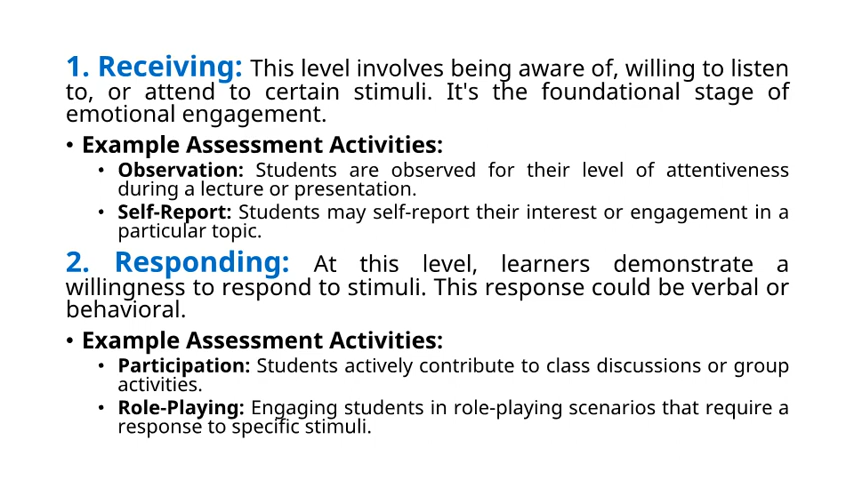 1. Receiving: This level involves being aware of, willing to listen
to, or attend to certain stimuli. It's the foundational stage of
emotional engagement.
• Example Assessment Activities:
• Observation: Students are observed for their level of attentiveness
during a lecture or presentation.
• Self-Report: Students may self-report their interest or engagement in a
particular topic.
2. Responding: At this level, learners demonstrate a
willingness to respond to stimuli. This response could be verbal or
behavioral.
• Example Assessment Activities:
• Participation: Students actively contribute to class discussions or group
activities.
• Role-Playing: Engaging students in role-playing scenarios that require a
response to specific stimuli.